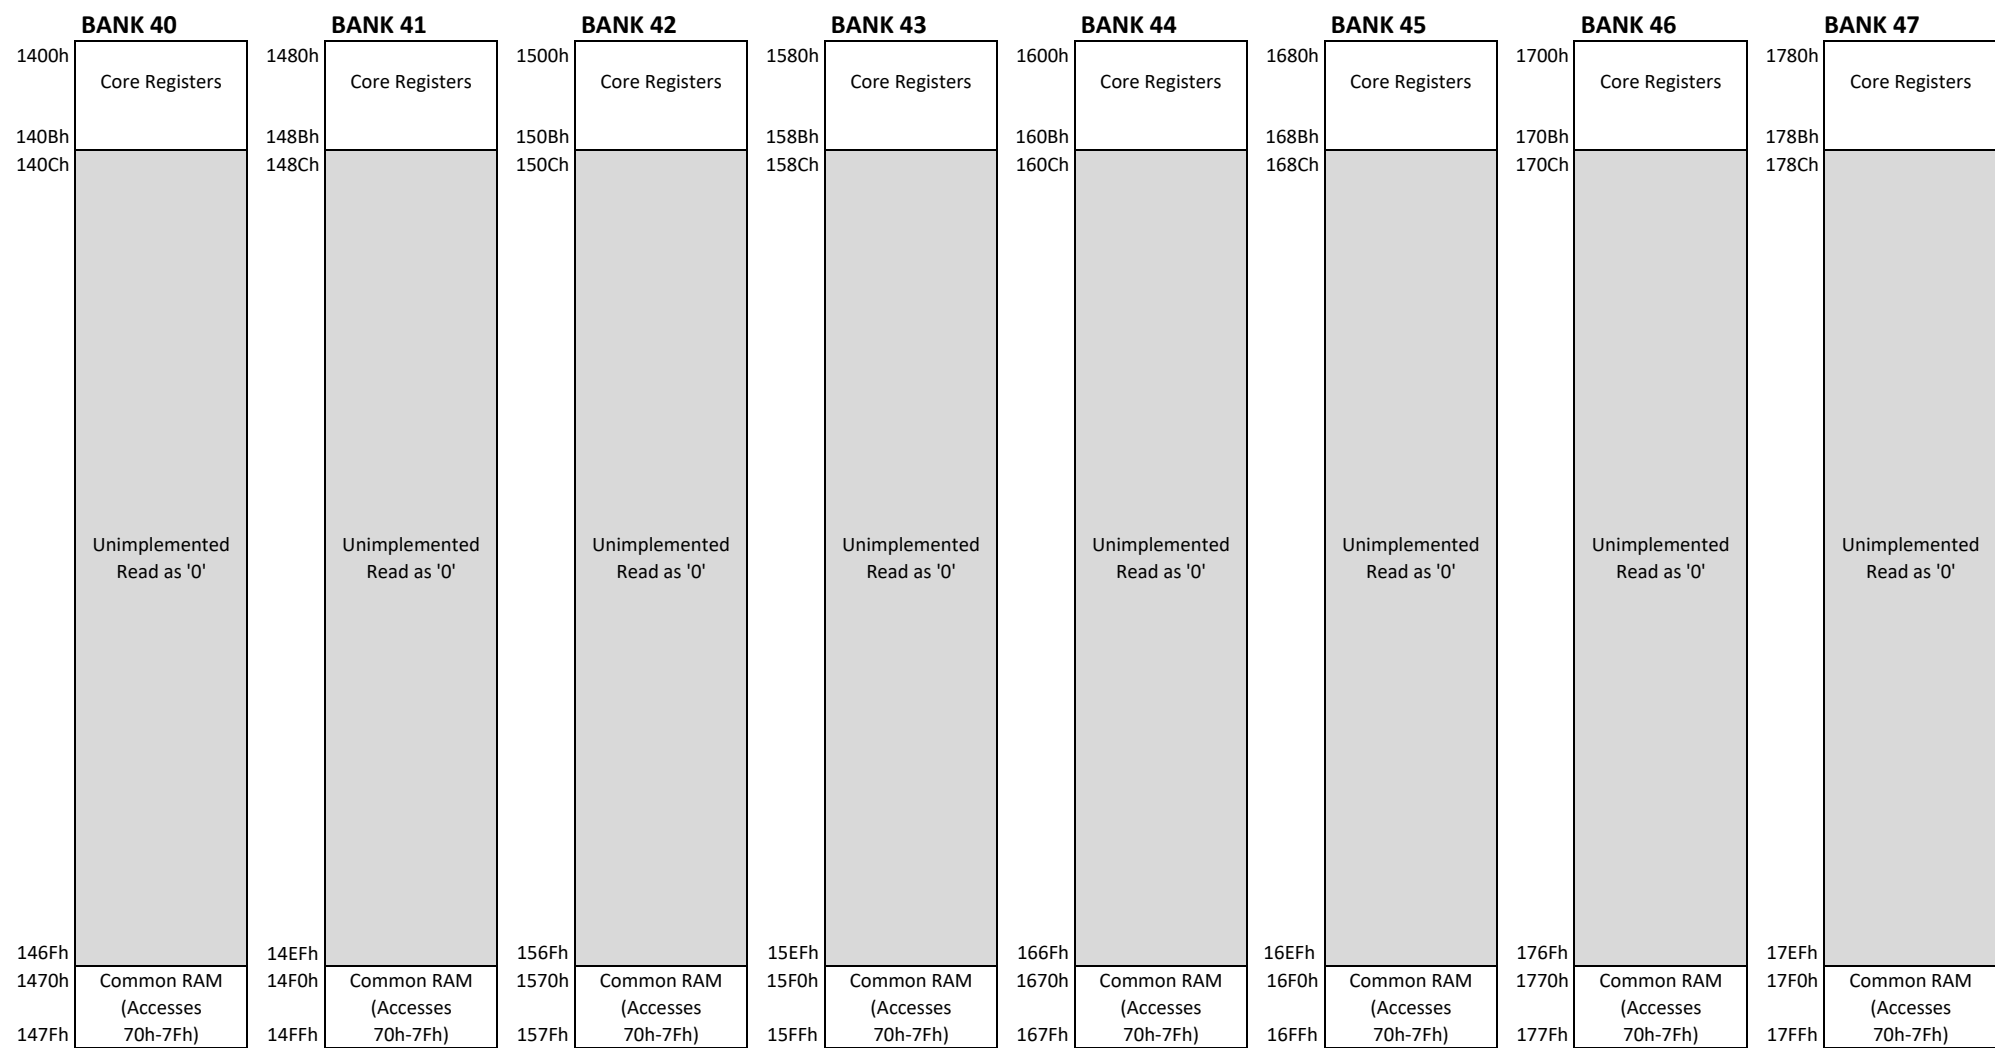 BANK 40 BANK 41 BANK 42 BANK 43 BANK 44 BANK 45 BANK 46 BANK 47
1400h 1480h 1500h 1580h 1600h 1680h 1700h 1780h
Core Registers Core Registers Core Registers Core Registers Core Registers Core Registers Core Registers Core Registers
140Bh 148Bh 150Bh 158Bh 160Bh 168Bh 170Bh 178Bh
140Ch 148Ch 150Ch 158Ch 160Ch 168Ch 170Ch 178Ch
Unimplemented Unimplemented Unimplemented Unimplemented Unimplemented Unimplemented Unimplemented Unimplemented
Read as '0' Read as '0' Read as '0' Read as '0' Read as '0' Read as '0' Read as '0' Read as '0'
146Fh 14EFh 156Fh 15EFh 166Fh 16EFh 176Fh 17EFh
1470h Common RAM 14F0h Common RAM 1570h Common RAM 15F0h Common RAM 1670h Common RAM 16F0h Common RAM 1770h Common RAM 17F0h Common RAM
(Accesses (Accesses (Accesses (Accesses (Accesses (Accesses (Accesses (Accesses
147Fh 70h-7Fh) 14FFh 70h-7Fh) 157Fh 70h-7Fh) 15FFh 70h-7Fh) 167Fh 70h-7Fh) 16FFh 70h-7Fh) 177Fh 70h-7Fh) 17FFh 70h-7Fh)